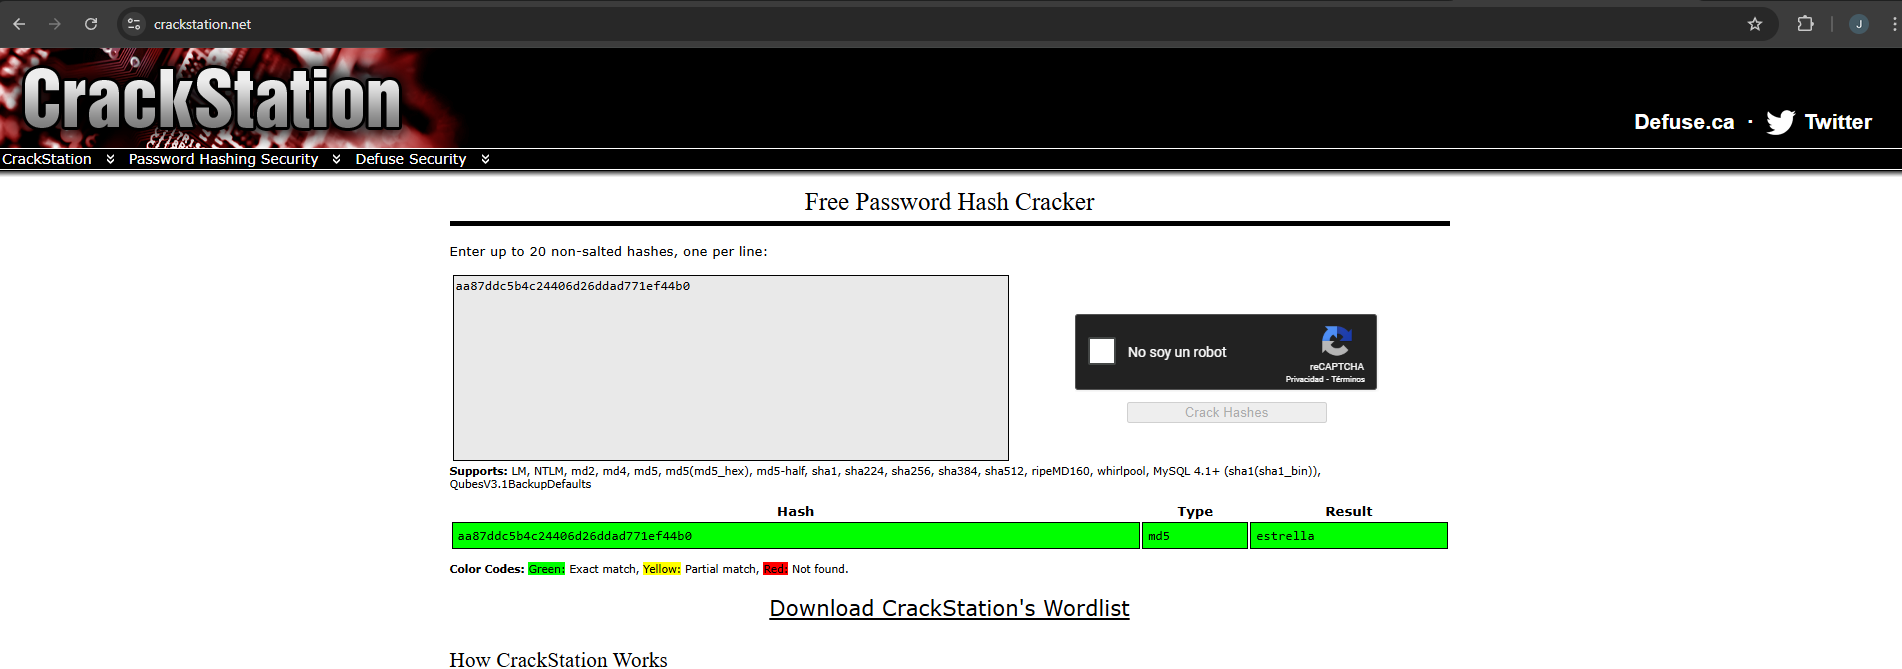 crackstation.net
J
CrackStation
Defuse.ca · Twitter
CrackStation Password Hashing Security Defuse Security
Free Password Hash Cracker
Enter up to 20 non-salted hashes, one per line:
aa87ddc5b4c24406d26ddad771ef44b0
No soy un robot
reCAPTCHA
Privacidad - Términos
Crack Hashes
Supports: LM, NTLM, md2, md4, md5, md5(md5_hex), md5-half, sha1, sha224, sha256, sha384, sha512, ripeMD160, whirlpool, MySQL 4.1+ (sha1(sha1_bin)),
QubesV3.1BackupDefaults
Hash Type Result
aa87ddc5b4c24406d26ddad771ef44b0 md5 estrella
Color Codes: Green: Exact match, Yellow: Partial match, Red: Not found.
Download CrackStation's Wordlist
How CrackStation Works